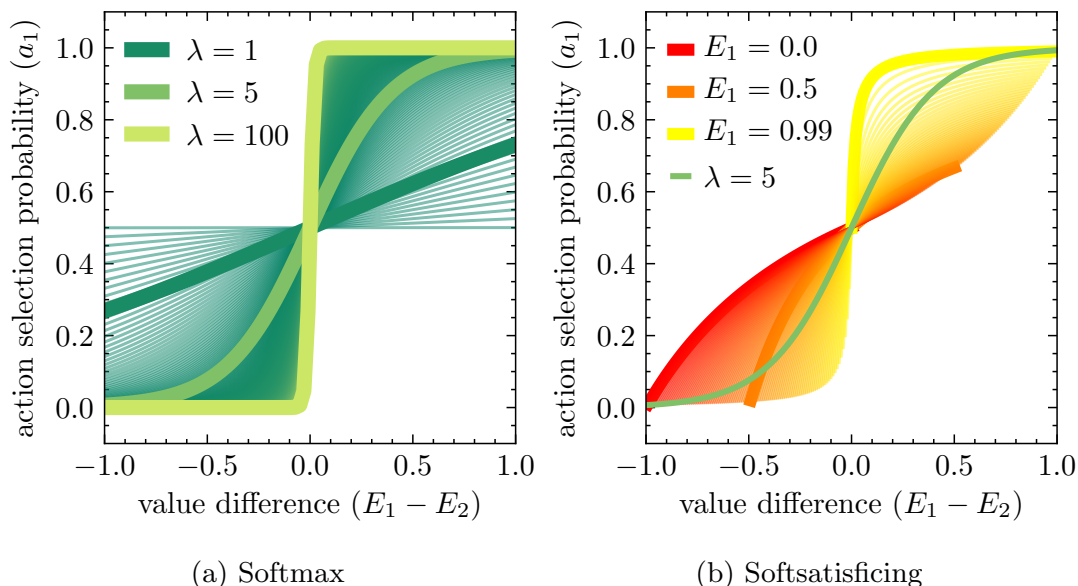 action selection probability (a₁)
1.0
0.8
0.6
0.4
0.2
0.0
λ = 1
λ = 5
λ = 100
−1.0 −0.5 0.0 0.5 1.0
value difference (E₁ − E₂)
(a) Softmax
action selection probability (a₁)
1.0
0.8
0.6
0.4
0.2
0.0
E₁ = 0.0
E₁ = 0.5
E₁ = 0.99
λ = 5
−1.0 −0.5 0.0 0.5 1.0
value difference (E₁ − E₂)
(b) Softsatisficing